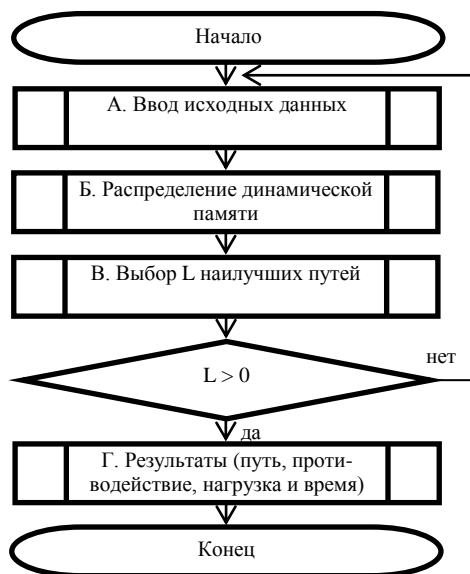 Начало
А. Ввод исходных данных
Б. Распределение динамической
памяти
В. Выбор L наилучших путей
L > 0
нет
да
Г. Результаты (путь, проти-
водействие, нагрузка и время)
Конец